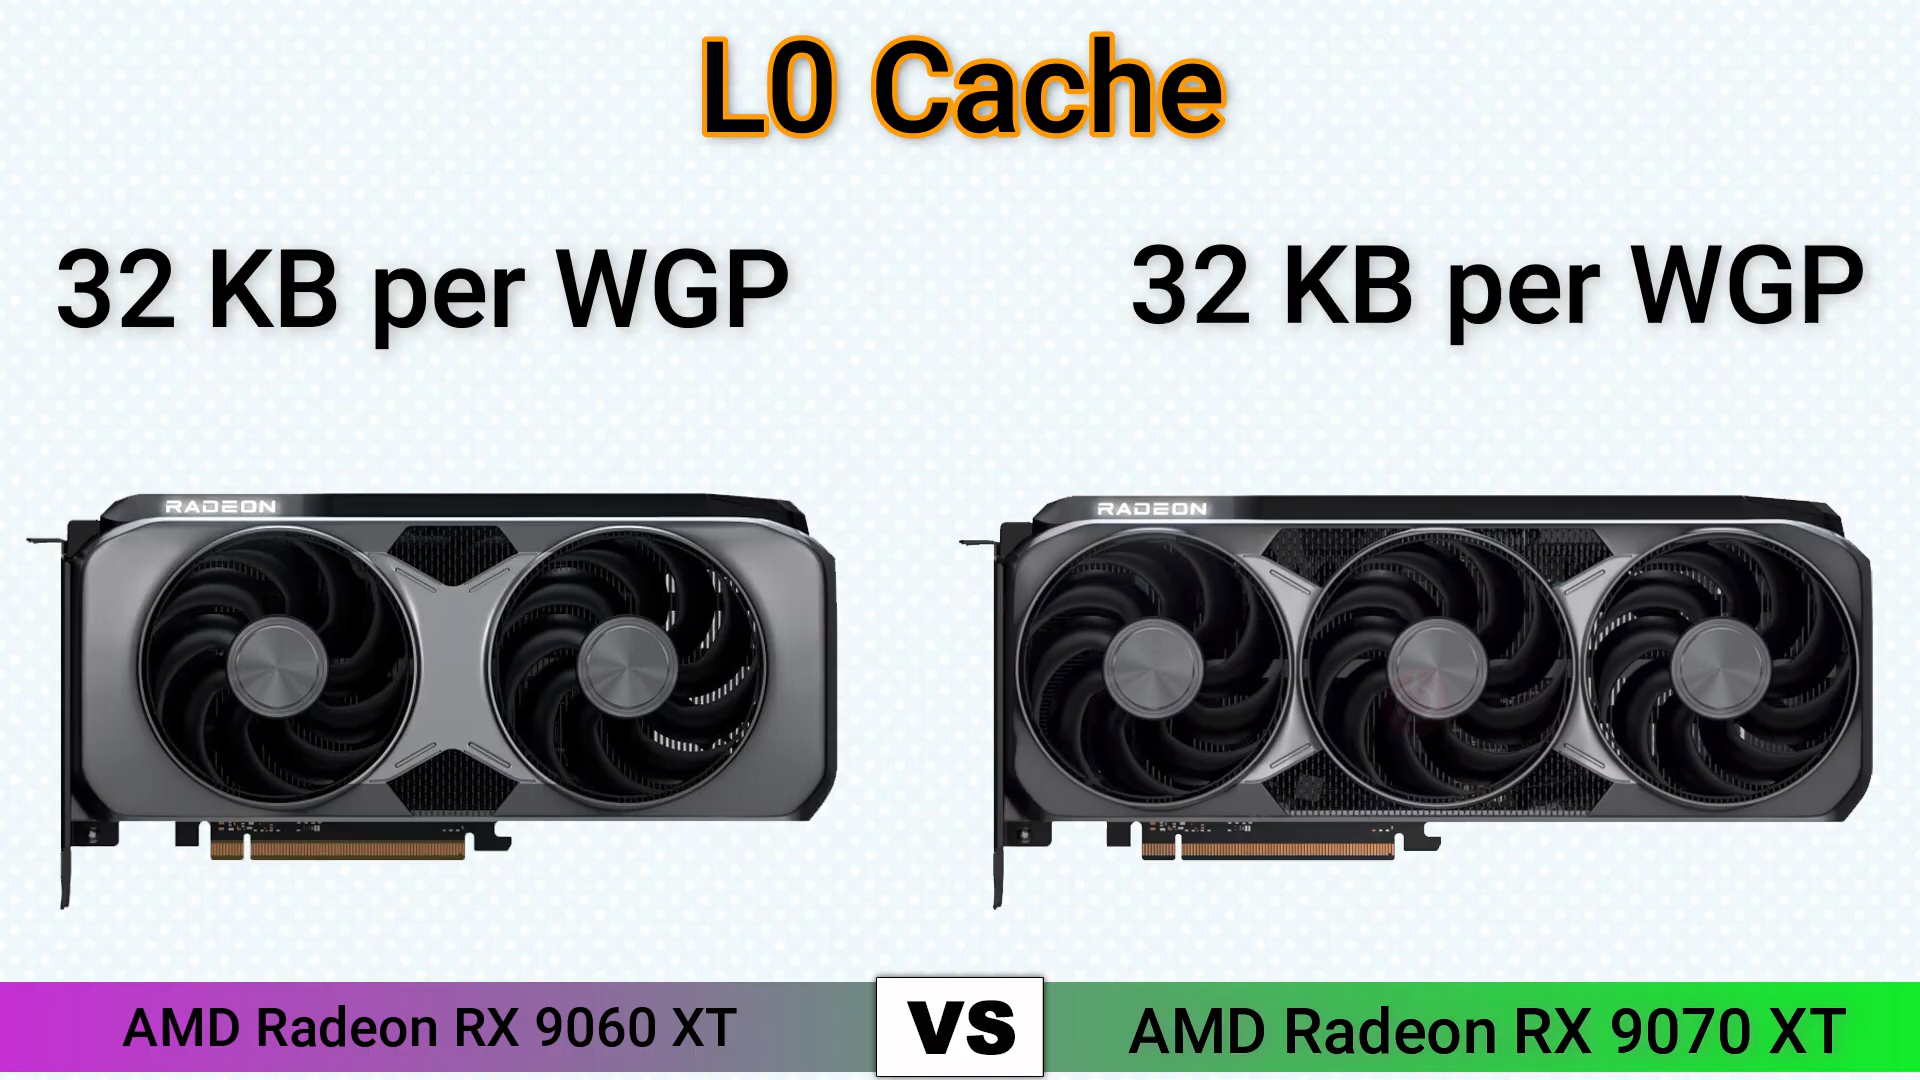 L0 Cache
32 KB per WGP
32 KB per WGP
RADEON
RADEON
AMD Radeon RX 9060 XT
VS
AMD Radeon RX 9070 XT